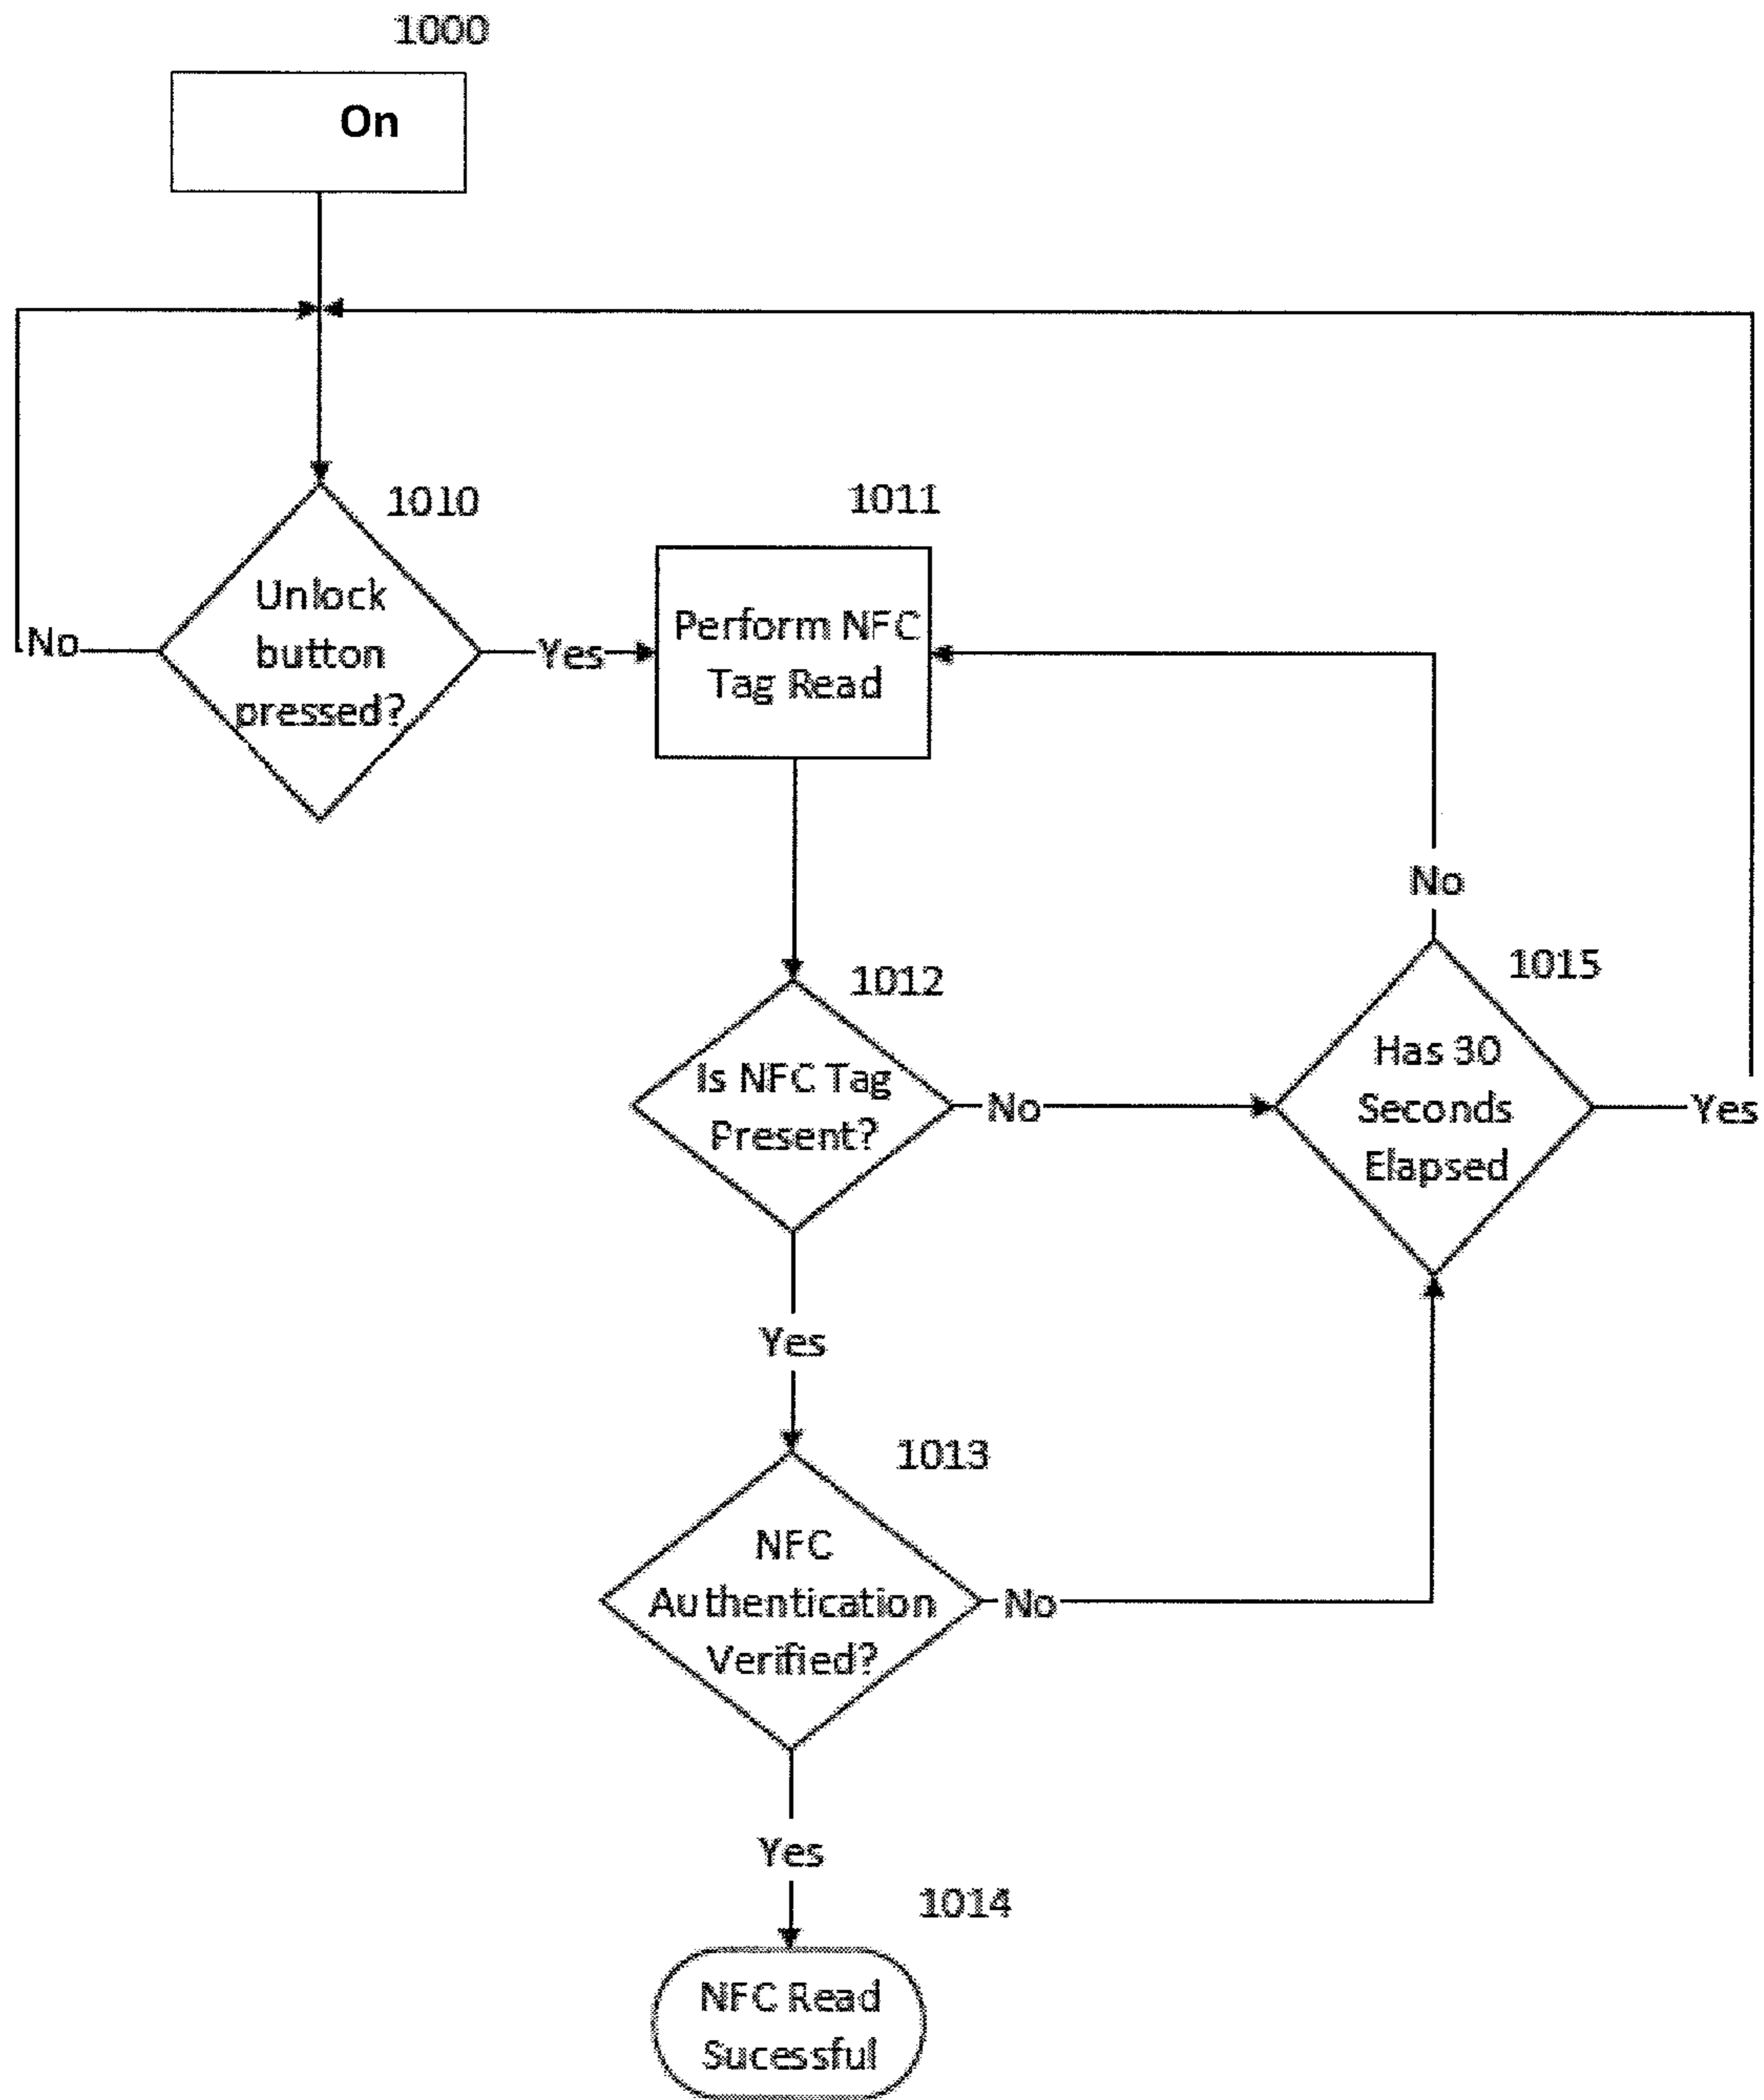 1000
On
1010
Unlock
button
pressed?
No
Yes
1011
Perform NFC
Tag Read
1012
Is NFC Tag
Present?
No
Yes
1015
Has 30
Seconds
Elapsed
No
Yes
1013
NFC
Authentication
Verified?
No
Yes
1014
NFC Read
Sucessful